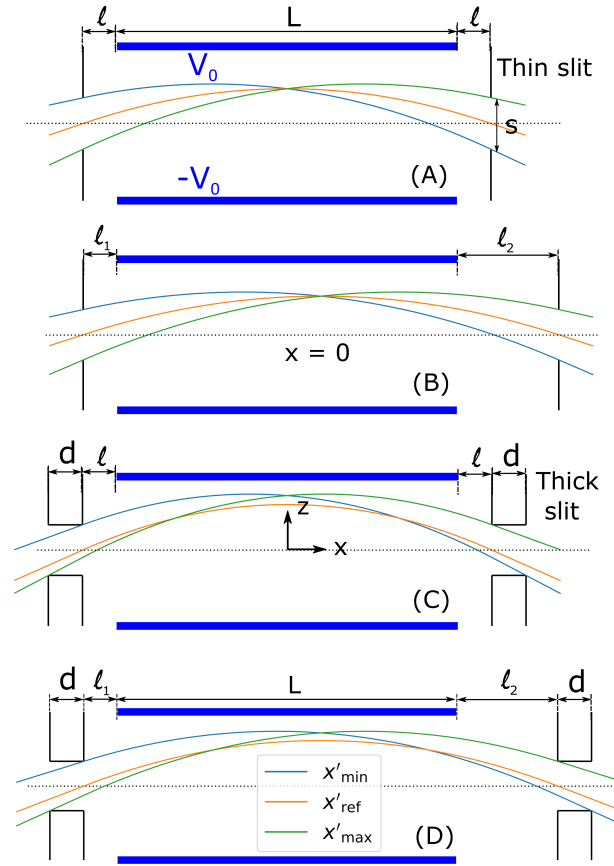 ℓ L ℓ
V₀ Thin slit
s
-V₀ (A)
ℓ₁ ℓ₂
x = 0
(B)
d ℓ ℓ d
Thick
slit
z
x
(C)
d ℓ₁ L ℓ₂ d
x′min
x′ref
x′max
(D)